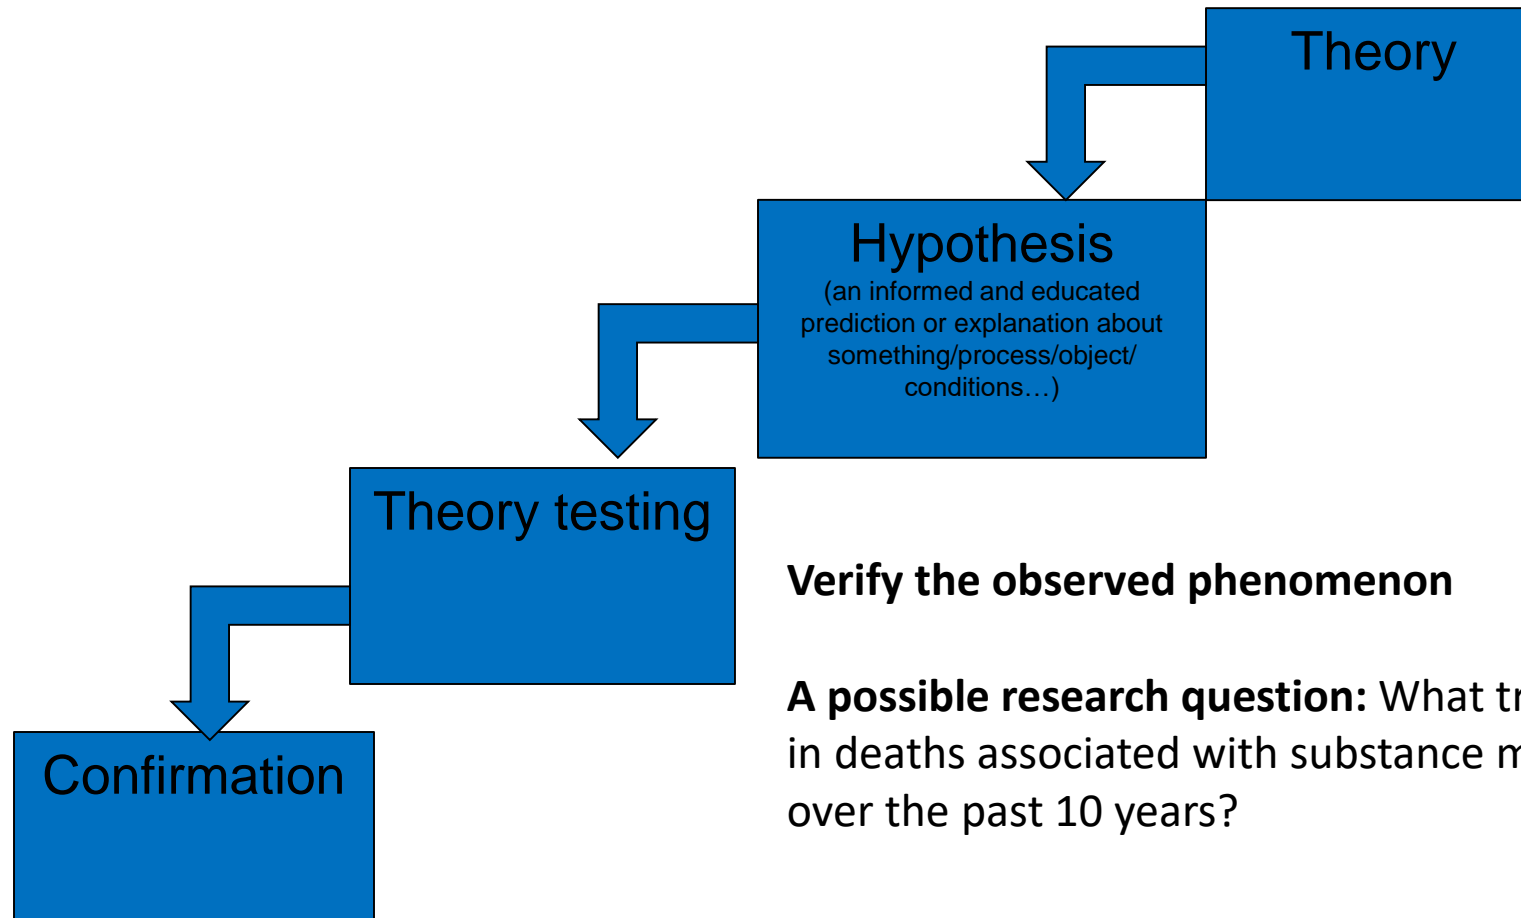 Theory
Hypothesis
(an informed and educated
prediction or explanation about
something/process/object/
conditions…)
Theory testing
Confirmation
Verify the observed phenomenon
A possible research question: What
in deaths associated with substance
over the past 10 years?